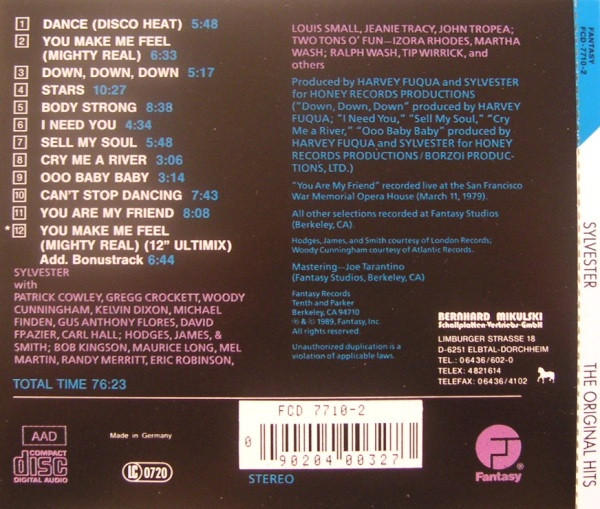 1 DANCE (DISCO HEAT) 5:48
2 YOU MAKE ME FEEL
(MIGHTY REAL) 6:33
3 DOWN, DOWN, DOWN 5:17
4 STARS 10:27
5 BODY STRONG 8:38
6 I NEED YOU 4:34
7 SELL MY SOUL 5:48
8 CRY ME A RIVER 3:06
9 OOO BABY BABY 3:14
10 CAN'T STOP DANCING 7:43
11 YOU ARE MY FRIEND 8:08
*12 YOU MAKE ME FEEL
(MIGHTY REAL) (12" ULTIMIX)
Add. Bonustrack 6:44
SYLVESTER
with
PATRICK COWLEY, GREGG CROCKETT, WOODY
CUNNINGHAM, KELVIN DIXON, MICHAEL
FINDEN, GUS ANTHONY FLORES, DAVID
FPAZIER, CARL HALL; HODGES, JAMES, &
SMITH; BOB KINGSON, MAURICE LONG, MEL
MARTIN, RANDY MERRITT, ERIC ROBINSON,
TOTAL TIME 76:23
LOUIS SMALL, JEANIE TRACY, JOHN TROPEA;
TWO TONS O' FUN—IZORA RHODES, MARTHA
WASH; RALPH WASH, TIP WIRRICK, and
others
Produced by HARVEY FUQUA and SYLVESTER
for HONEY RECORDS PRODUCTIONS
("Down, Down, Down" produced by HARVEY
FUQUA; "I Need You," "Sell My Soul," "Cry
Me a River," "Ooo Baby Baby" produced by
HARVEY FUQUA and SYLVESTER for HONEY
RECORDS PRODUCTIONS/BORZOI PRODUC-
TIONS, LTD.)
"You Are My Friend" recorded live at the San Francisco
War Memorial Opera House (March 11, 1979).
All other selections recorded at Fantasy Studios
(Berkeley, CA).
Hodges, James, and Smith courtesy of London Records;
Woody Cunningham courtesy of Atlantic Records.
Mastering—Joe Tarantino
(Fantasy Studios, Berkeley, CA)
Fantasy Records
Tenth and Parker
Berkeley, CA 94710
℗ & © 1989, Fantasy, Inc.
All rights reserved.
Unauthorized duplication is a
violation of applicable laws.
BERNHARD MIKULSKI
Schallplatten-Vertriebs-GmbH
LIMBURGER STRASSE 18
D-6251 ELBTAL-DORCHHEIM
TEL.: 06436/602-0
TELEX: 4821614
TELEFAX: 06436/4102
AAD
COMPACT
disc
DIGITAL AUDIO
Made in Germany
LC 0720
FCD 7710-2
0 90204 00327 7
STEREO
F
Fantasy®
FANTASY
FCD-7710-2
SYLVESTER
THE ORIGINAL HITS